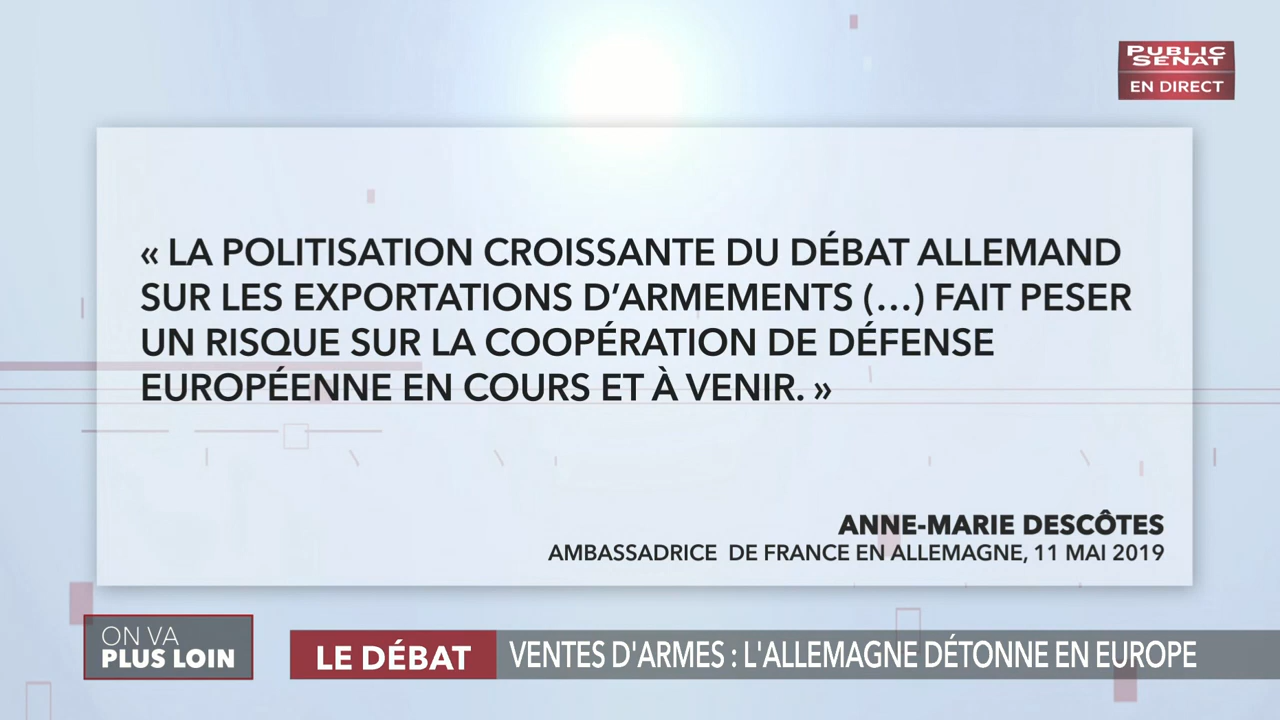 PUBLIC
SENAT
EN DIRECT
« LA POLITISATION CROISSANTE DU DÉBAT ALLEMAND
SUR LES EXPORTATIONS D’ARMEMENTS (…) FAIT PESER
UN RISQUE SUR LA COOPÉRATION DE DÉFENSE
EUROPÉENNE EN COURS ET À VENIR. »
ANNE-MARIE DESCÔTES
AMBASSADRICE DE FRANCE EN ALLEMAGNE, 11 MAI 2019
ON VA
PLUS LOIN
LE DÉBAT
VENTES D'ARMES : L'ALLEMAGNE DÉTONNE EN EUROPE